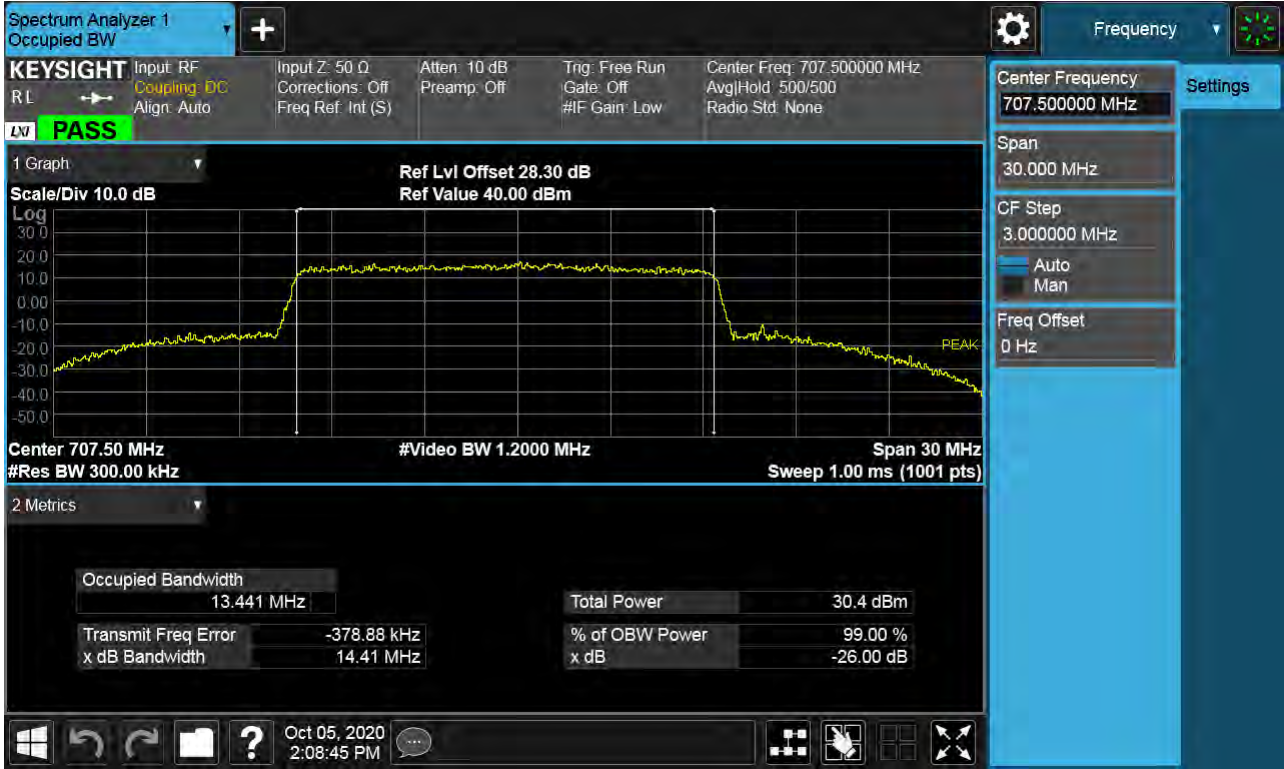 Spectrum Analyzer 1
Occupied BW
Frequency
KEYSIGHT
RL
LXI
PASS
Input: RF
Coupling: DC
Align: Auto
Input Z: 50 Ω
Corrections: Off
Freq Ref: Int (S)
Atten: 10 dB
Preamp: Off
Trig: Free Run
Gate: Off
#IF Gain: Low
Center Freq: 707.500000 MHz
Avg|Hold: 500/500
Radio Std: None
Center Frequency
707.500000 MHz
Settings
Span
30.000 MHz
CF Step
3.000000 MHz
Auto
Man
Freq Offset
0 Hz
1 Graph
Scale/Div 10.0 dB
Ref Lvl Offset 28.30 dB
Ref Value 40.00 dBm
Log
30.0
20.0
10.0
0.00
-10.0
-20.0
-30.0
-40.0
-50.0
PEAK
Center 707.50 MHz
#Video BW 1.2000 MHz
Span 30 MHz
#Res BW 300.00 kHz
Sweep 1.00 ms (1001 pts)
2 Metrics
Occupied Bandwidth
13.441 MHz
Total Power 30.4 dBm
Transmit Freq Error -378.88 kHz
% of OBW Power 99.00 %
x dB Bandwidth 14.41 MHz
x dB -26.00 dB
?
Oct 05, 2020
2:08:45 PM